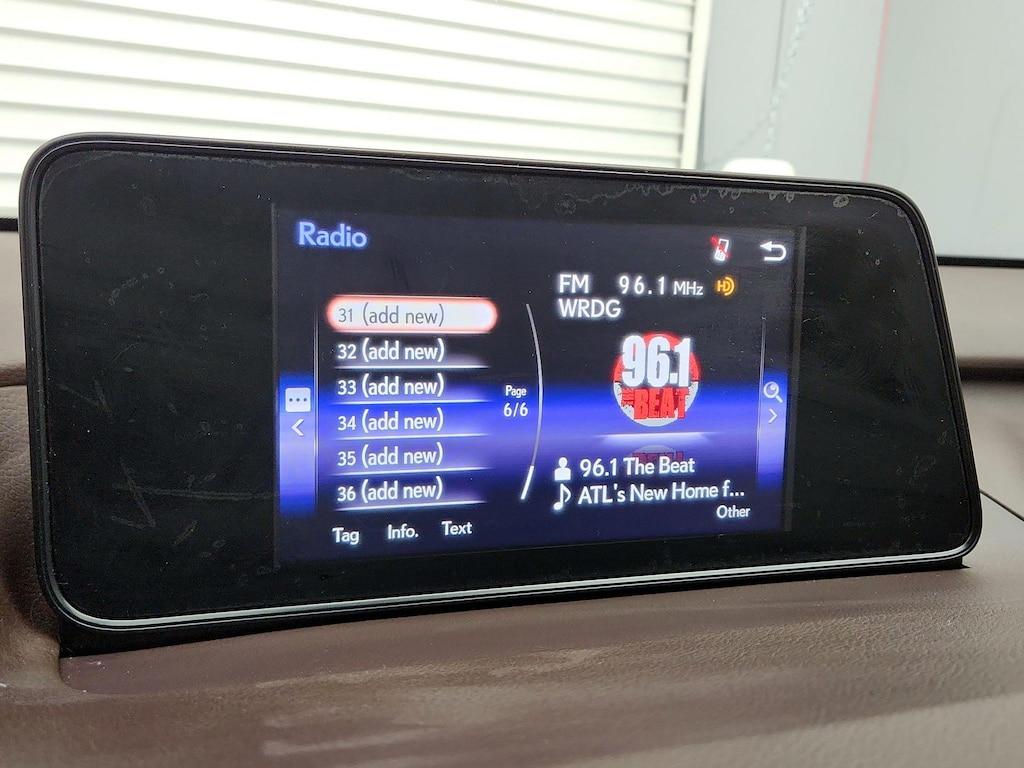 Radio
31 (add new)
32 (add new)
33 (add new)
34 (add new)
35 (add new)
36 (add new)
Page
6/6
Tag Info. Text
FM 96.1 MHz HD
WRDG
96.1
THE
BEAT
96.1 The Beat
ATL's New Home f...
Other